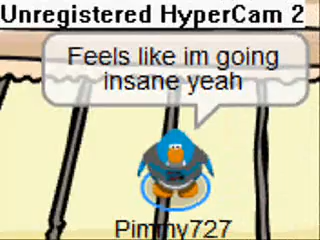 Unregistered HyperCam 2
Feels like im going
insane yeah
Pimmy727